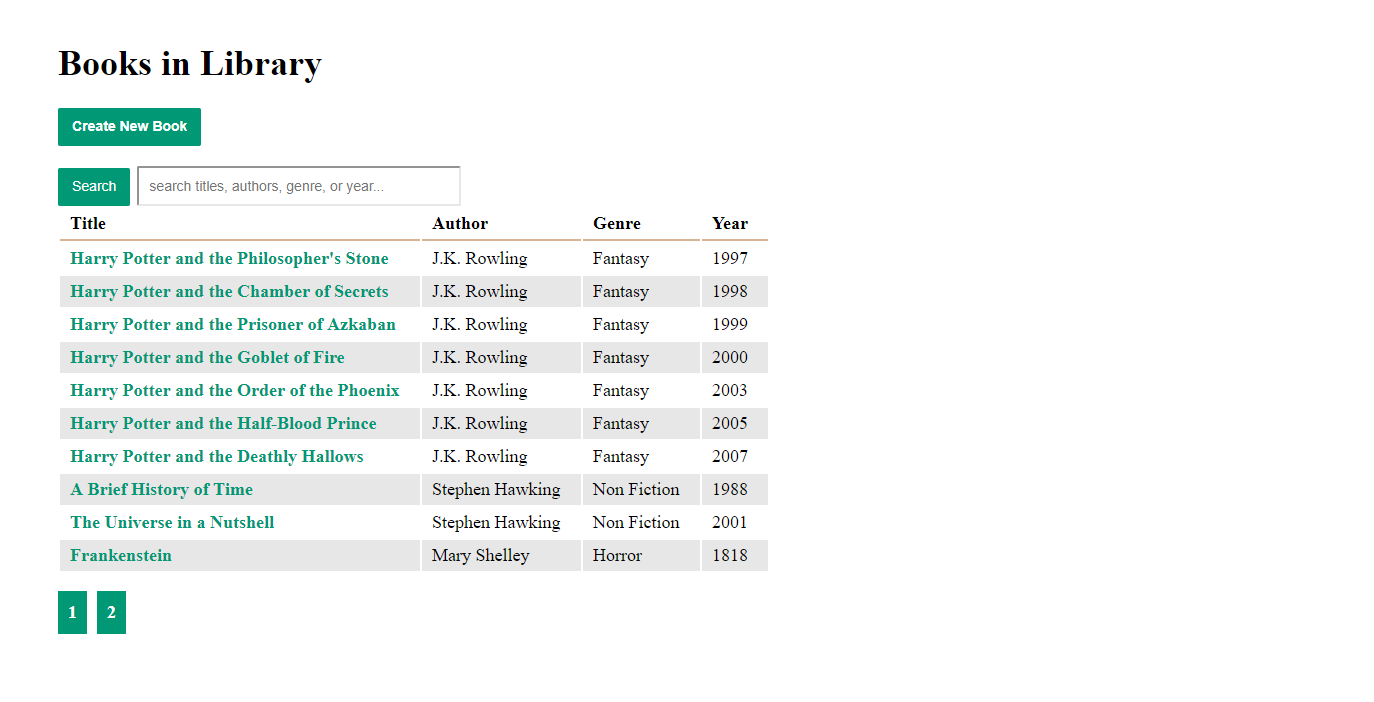 Books in Library
Create New Book
Search search titles, authors, genre, or year...
Title Author Genre Year
Harry Potter and the Philosopher's Stone J.K. Rowling Fantasy 1997
Harry Potter and the Chamber of Secrets J.K. Rowling Fantasy 1998
Harry Potter and the Prisoner of Azkaban J.K. Rowling Fantasy 1999
Harry Potter and the Goblet of Fire J.K. Rowling Fantasy 2000
Harry Potter and the Order of the Phoenix J.K. Rowling Fantasy 2003
Harry Potter and the Half-Blood Prince J.K. Rowling Fantasy 2005
Harry Potter and the Deathly Hallows J.K. Rowling Fantasy 2007
A Brief History of Time Stephen Hawking Non Fiction 1988
The Universe in a Nutshell Stephen Hawking Non Fiction 2001
Frankenstein Mary Shelley Horror 1818
1 2